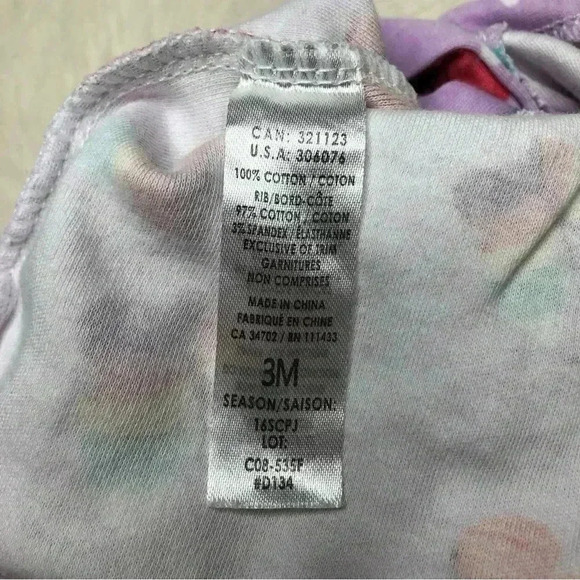 CAN: 321123
U.S.A: 306076
100% COTTON / COTON
RIB/BORD-CÔTE
97% COTTON / COTON
3% SPANDEX / ÉLASTHANNE
EXCLUSIVE OF TRIM
GARNITURES
NON COMPRISES
MADE IN CHINA
FABRIQUÉ EN CHINE
CA 34702 / RN 111433
3M
SEASON/SAISON:
16SCPJ
LOT:
C08-535F
#D134